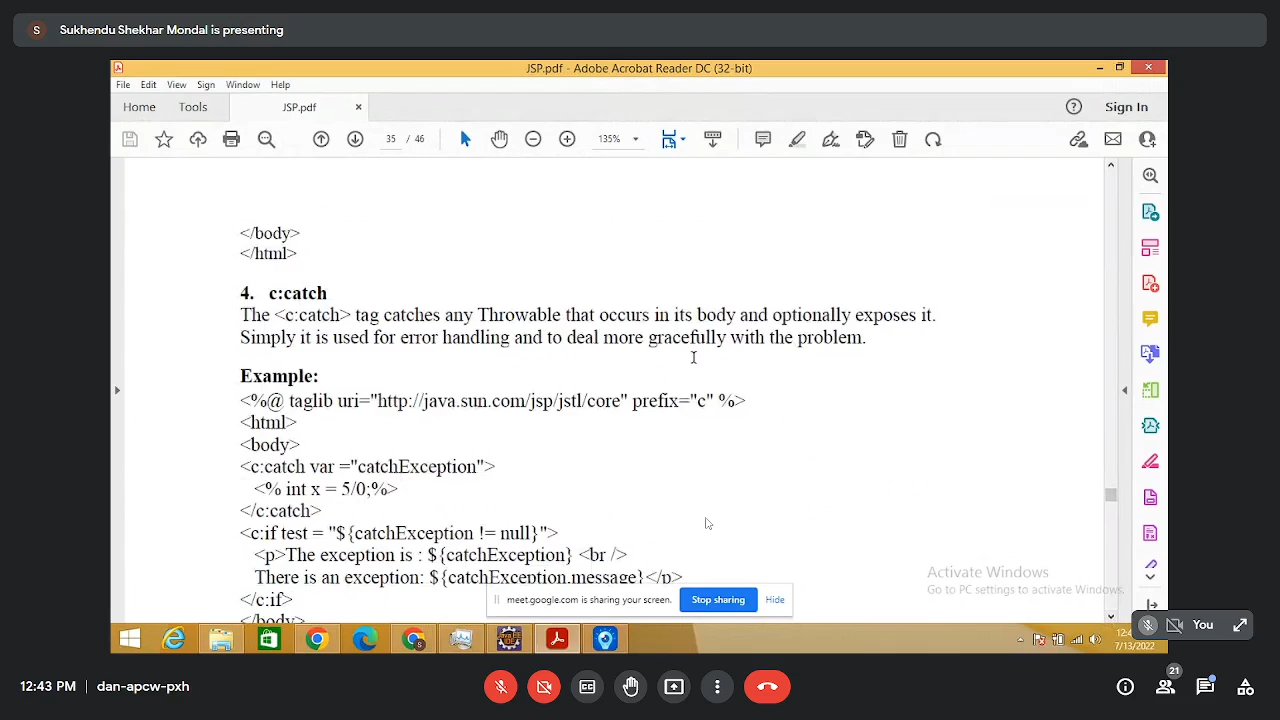 S Sukhendu Shekhar Mondal is presenting
JSP.pdf - Adobe Acrobat Reader DC (32-bit)
File Edit View Sign Window Help
Home Tools JSP.pdf × Sign In
35 / 46 135%
</body>
</html>
4. c:catch
The <c:catch> tag catches any Throwable that occurs in its body and optionally exposes it.
Simply it is used for error handling and to deal more gracefully with the problem.
Example:
<%@ taglib uri="http://java.sun.com/jsp/jstl/core" prefix="c" %>
<html>
<body>
<c:catch var ="catchException">
<% int x = 5/0;%>
</c:catch>
<c:if test = "${catchException != null}">
<p>The exception is : ${catchException} <br />
There is an exception: ${catchException.message}</p>
</c:if>
</body>
Activate Windows
Go to PC settings to activate Windows.
meet.google.com is sharing your screen. Stop sharing Hide
You
7/13/2022
12:43 PM | dan-apcw-pxh
21